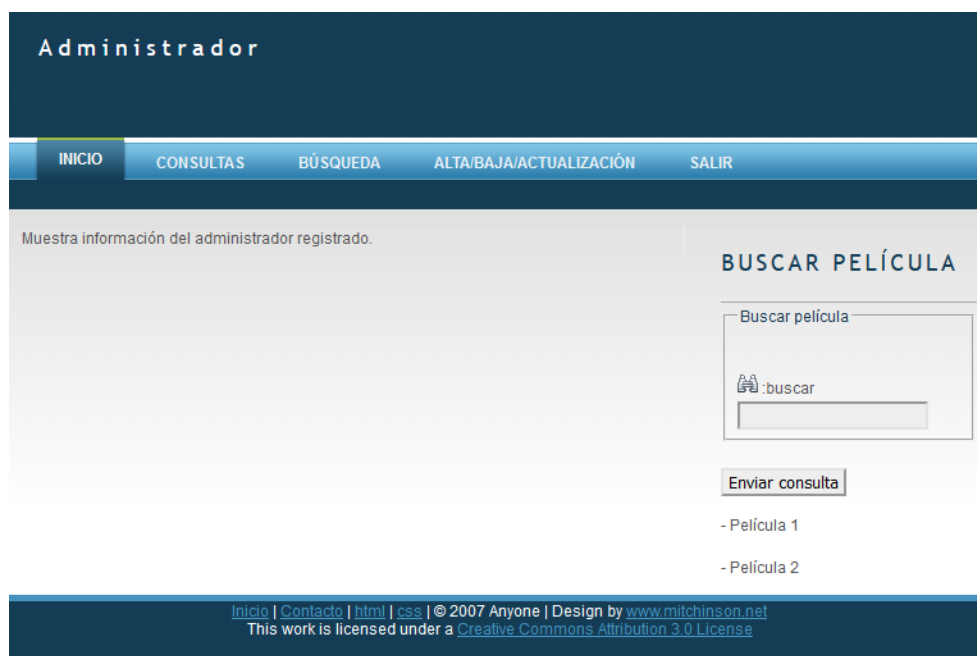 Administrador
INICIO CONSULTAS BÚSQUEDA ALTA/BAJA/ACTUALIZACIÓN SALIR
Muestra información del administrador registrado.
BUSCAR PELÍCULA
Buscar película
:buscar
Enviar consulta
- Película 1
- Película 2
Inicio | Contacto | html | css | © 2007 Anyone | Design by www.mitchinson.net
This work is licensed under a Creative Commons Attribution 3.0 License